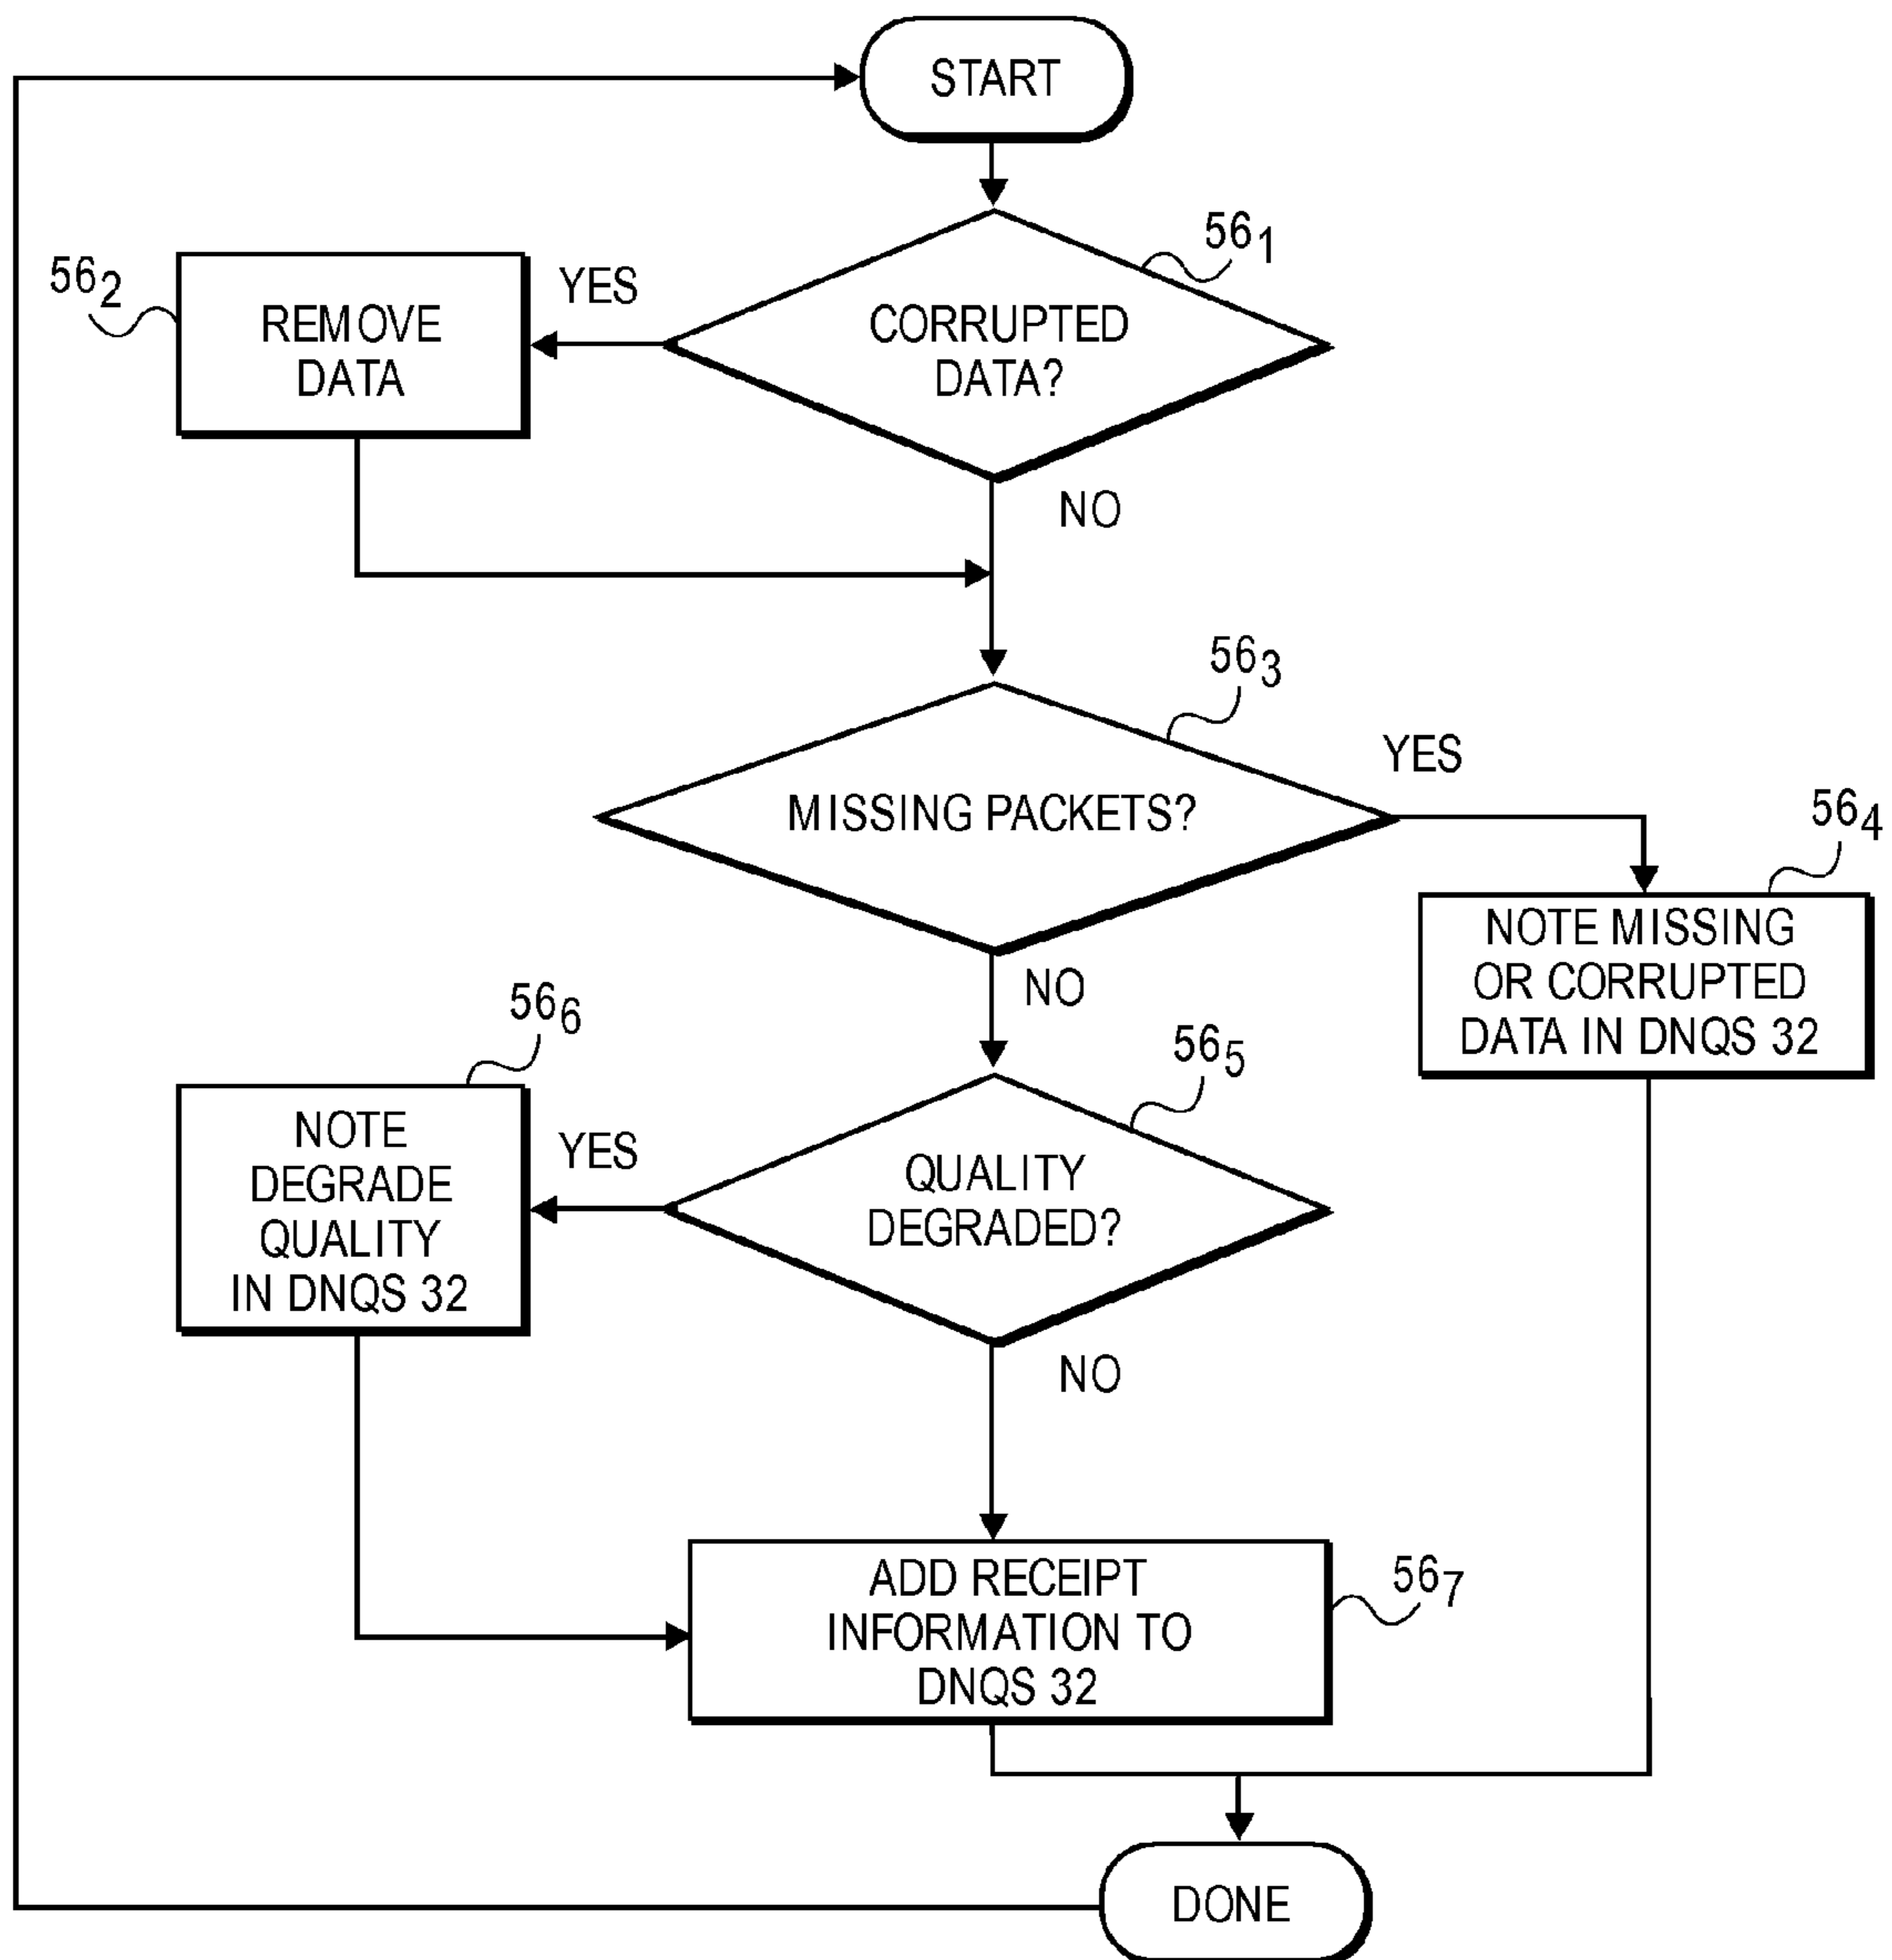 START
56₁
CORRUPTED
DATA?
YES
56₂
REMOVE
DATA
NO
56₃
MISSING PACKETS?
YES
56₄
NOTE MISSING
OR CORRUPTED
DATA IN DNQS 32
NO
56₅
QUALITY
DEGRADED?
YES
56₆
NOTE
DEGRADE
QUALITY
IN DNQS 32
NO
ADD RECEIPT
INFORMATION TO
DNQS 32
56₇
DONE